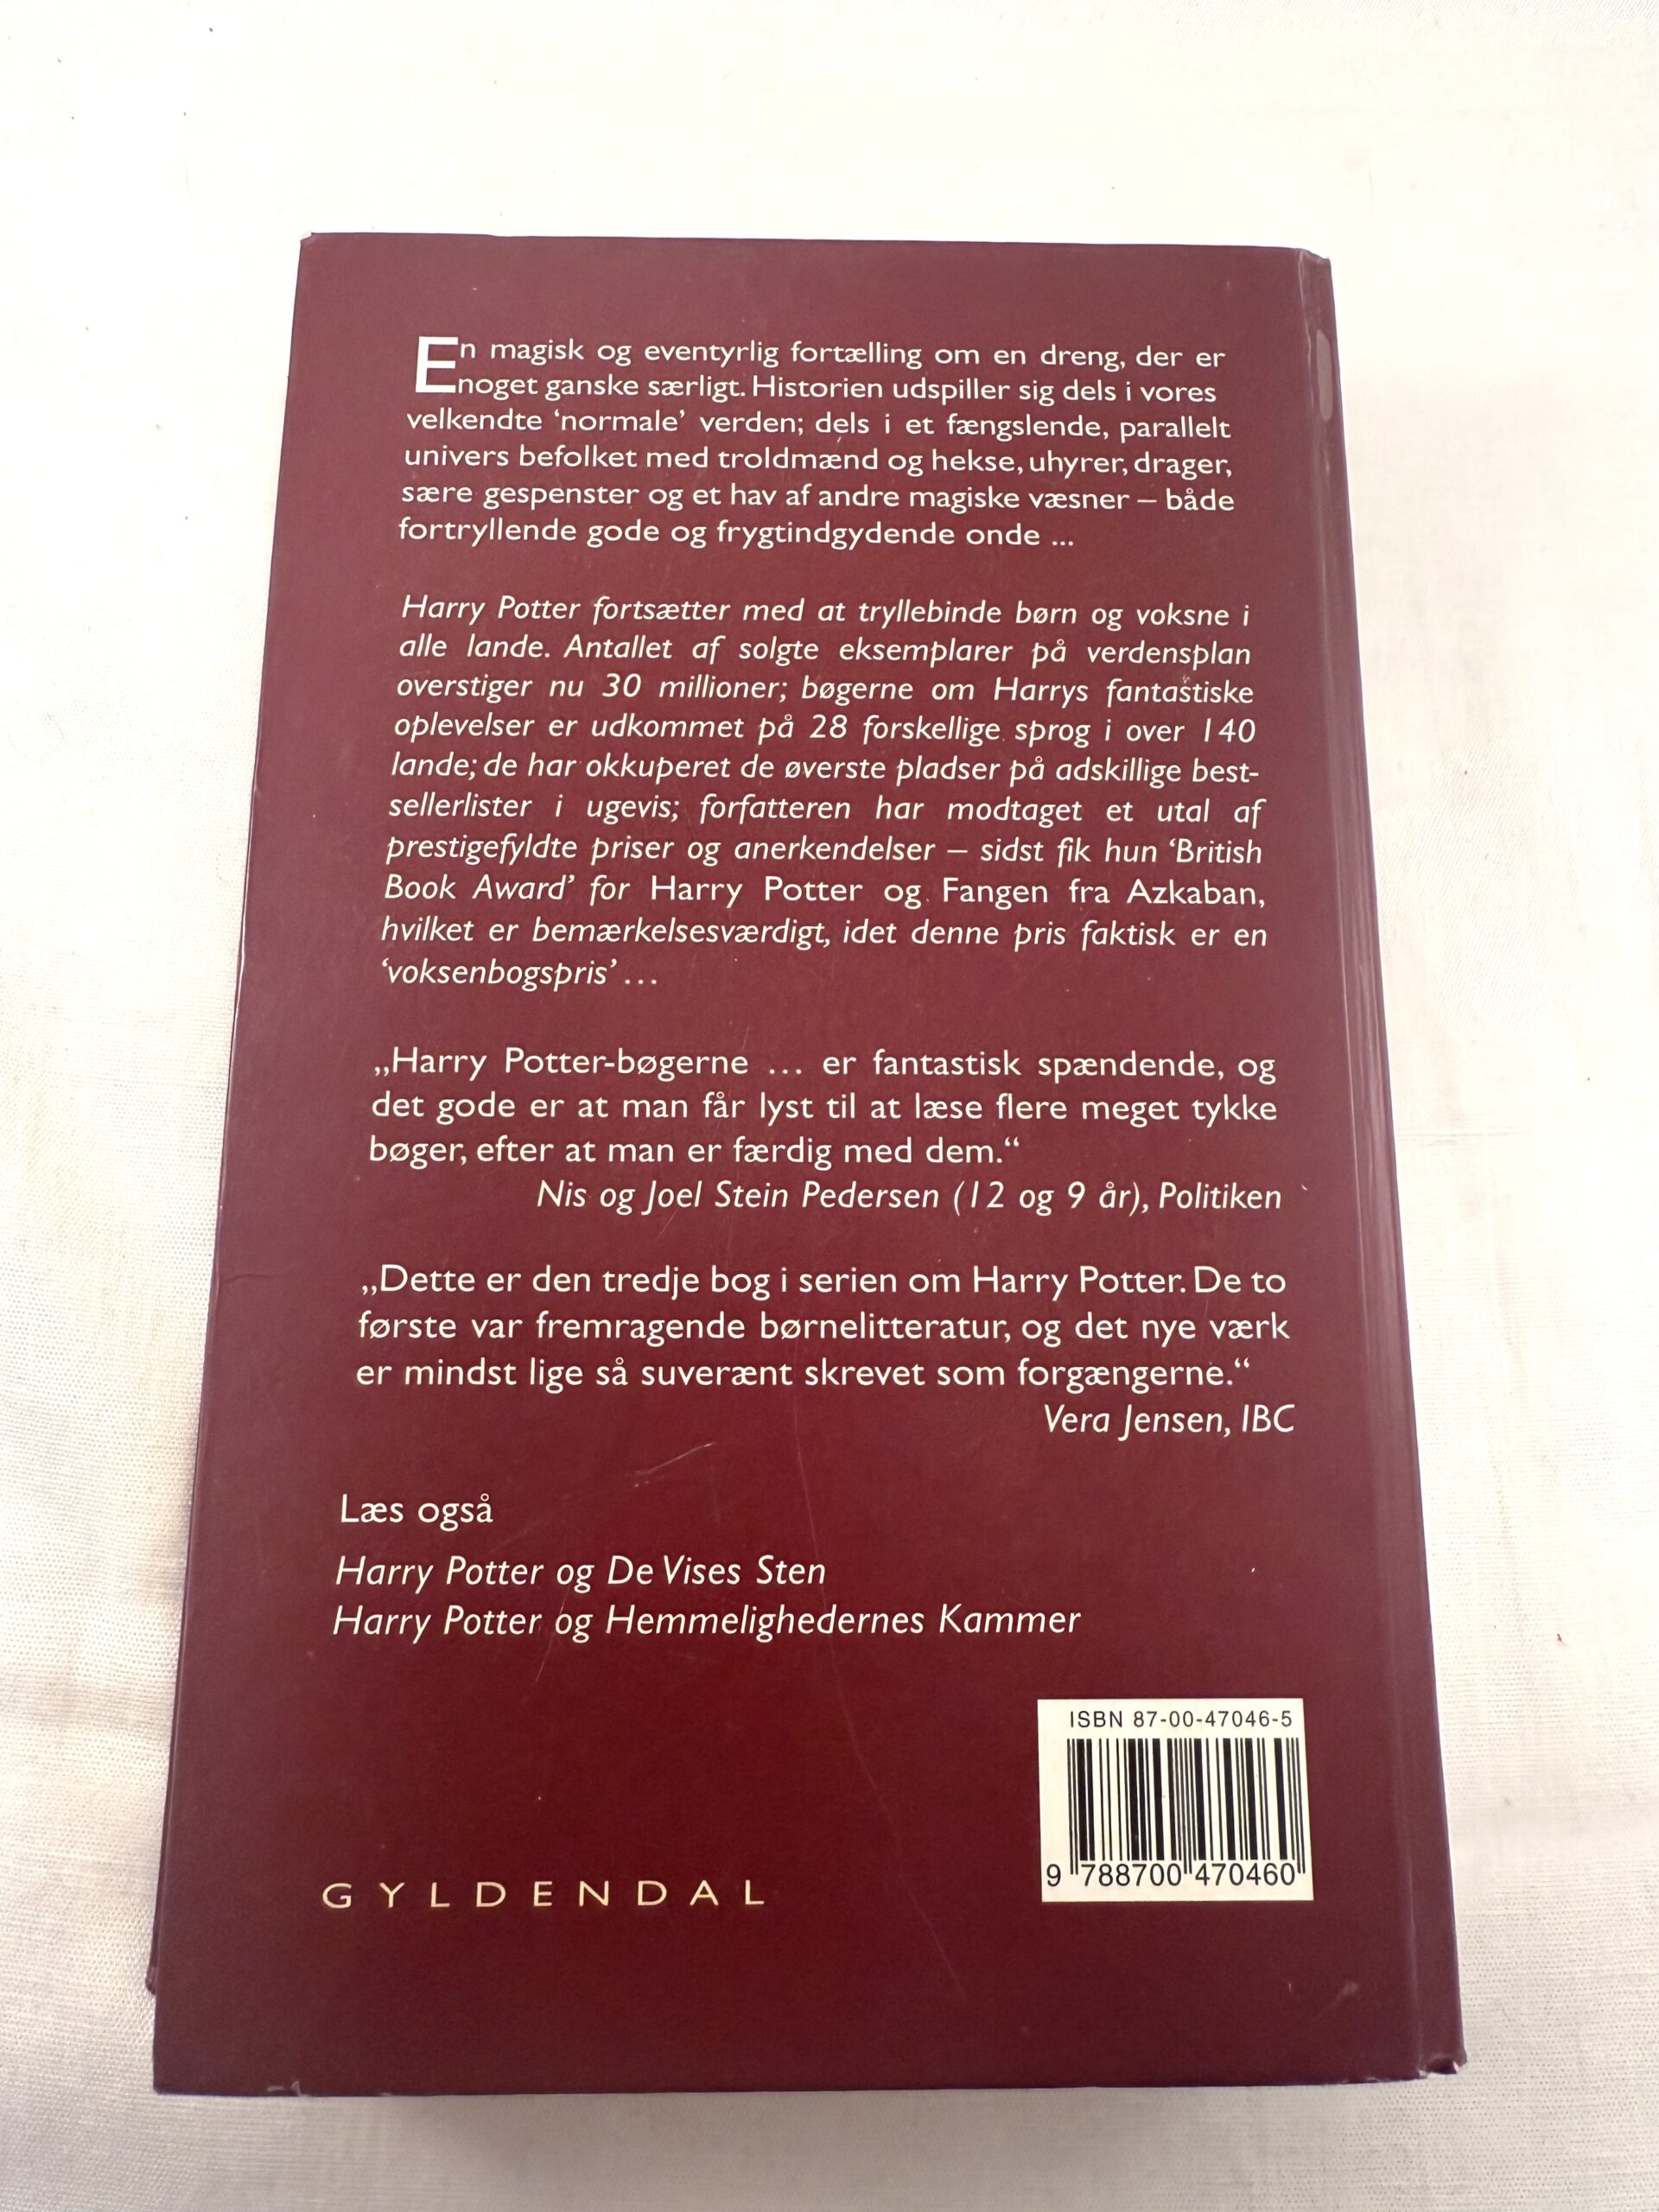 En magisk og eventyrlig fortælling om en dreng, der er
noget ganske særligt. Historien udspiller sig dels i vores
velkendte ‘normale’ verden; dels i et fængslende, parallelt
univers befolket med troldmænd og hekse, uhyrer, drager,
sære gespenster og et hav af andre magiske væsner – både
fortryllende gode og frygtindgydende onde ...
Harry Potter fortsætter med at tryllebinde børn og voksne i
alle lande. Antallet af solgte eksemplarer på verdensplan
overstiger nu 30 millioner; bøgerne om Harrys fantastiske
oplevelser er udkommet på 28 forskellige sprog i over 140
lande; de har okkuperet de øverste pladser på adskillige best-
sellerlister i ugevis; forfatteren har modtaget et utal af
prestigefyldte priser og anerkendelser – sidst fik hun ‘British
Book Award’ for Harry Potter og Fangen fra Azkaban,
hvilket er bemærkelsesværdigt, idet denne pris faktisk er en
‘voksenbogspris’ ...
„Harry Potter-bøgerne ... er fantastisk spændende, og
det gode er at man får lyst til at læse flere meget tykke
bøger, efter at man er færdig med dem.“
Nis og Joel Stein Pedersen (12 og 9 år), Politiken
„Dette er den tredje bog i serien om Harry Potter. De to
første var fremragende børnelitteratur, og det nye værk
er mindst lige så suverænt skrevet som forgængerne.“
Vera Jensen, IBC
Læs også
Harry Potter og De Vises Sten
Harry Potter og Hemmelighedernes Kammer
ISBN 87-00-47046-5
9 788700 470460
GYLDENDAL